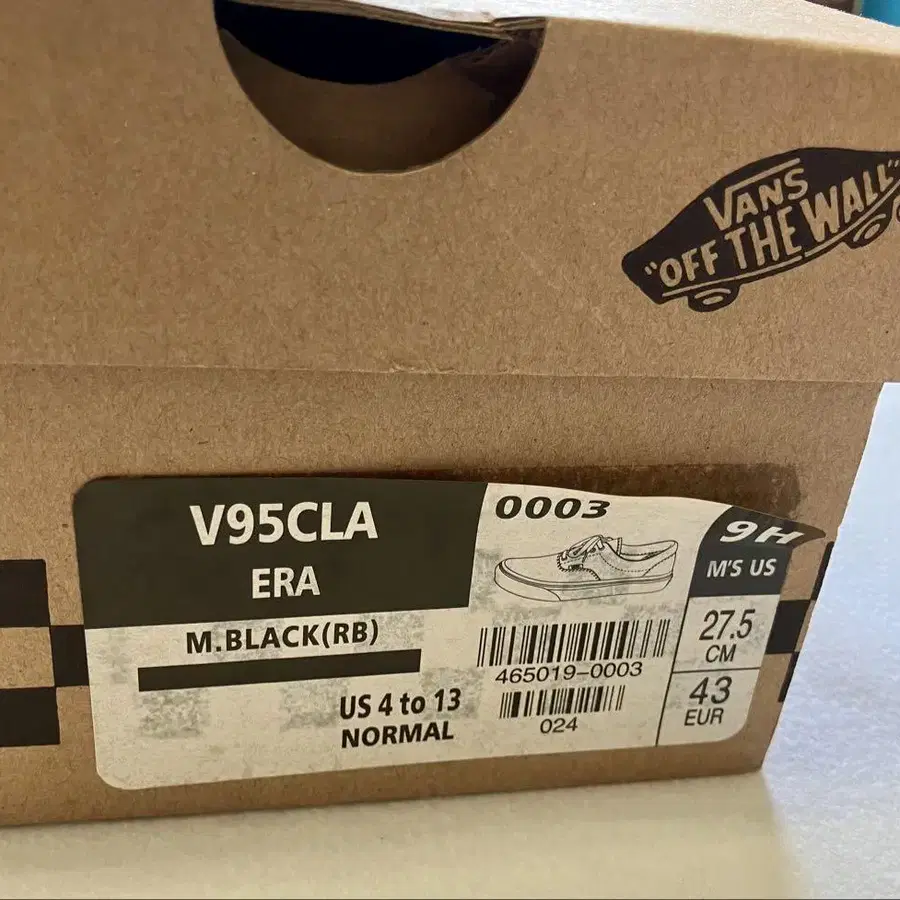 VANS
"OFF THE WALL"
V95CLA
ERA
M.BLACK(RB)
US 4 to 13
NORMAL
0003
465019-0003
024
9H
M'S US
27.5
CM
43
EUR